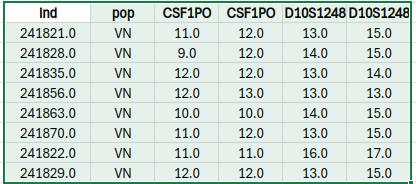 Ind pop CSF1PO CSF1PO D10S1248 D10S1248
241821.0 VN 11.0 12.0 13.0 15.0
241828.0 VN 9.0 12.0 14.0 15.0
241835.0 VN 12.0 12.0 13.0 14.0
241856.0 VN 12.0 13.0 13.0 13.0
241863.0 VN 10.0 10.0 14.0 15.0
241870.0 VN 11.0 12.0 13.0 15.0
241822.0 VN 11.0 11.0 16.0 17.0
241829.0 VN 12.0 12.0 13.0 15.0